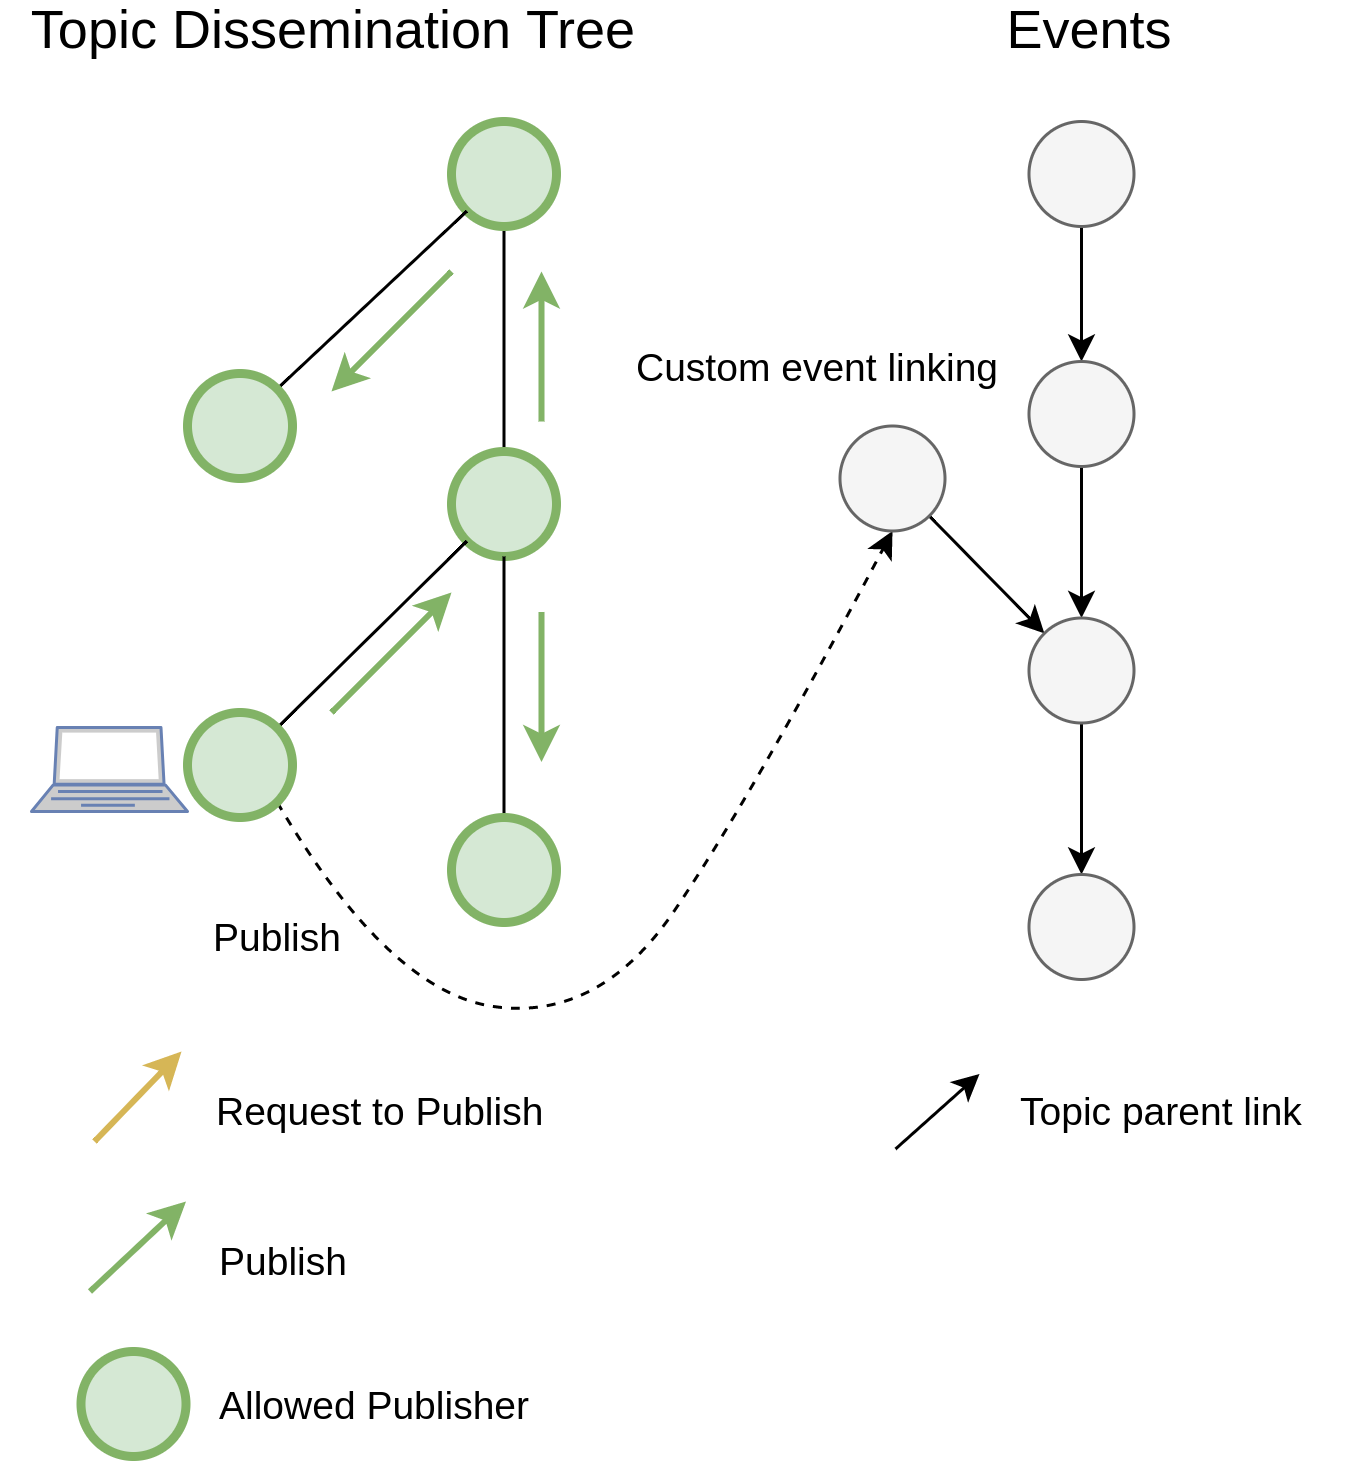 Topic Dissemination Tree
Events
Custom event linking
Publish
Request to Publish
Topic parent link
Publish
Allowed Publisher